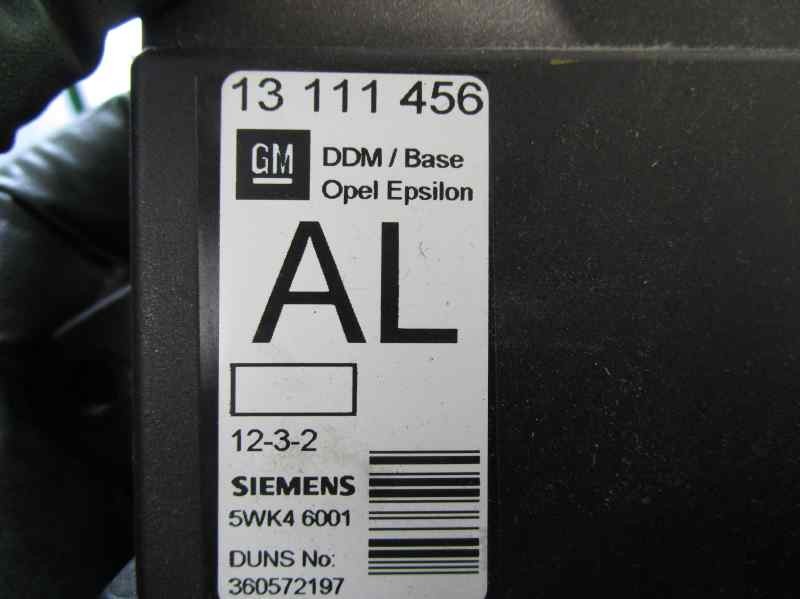 13 111 456
GM
DDM / Base
Opel Epsilon
AL
12-3-2
SIEMENS
5WK4 6001
DUNS No:
360572197